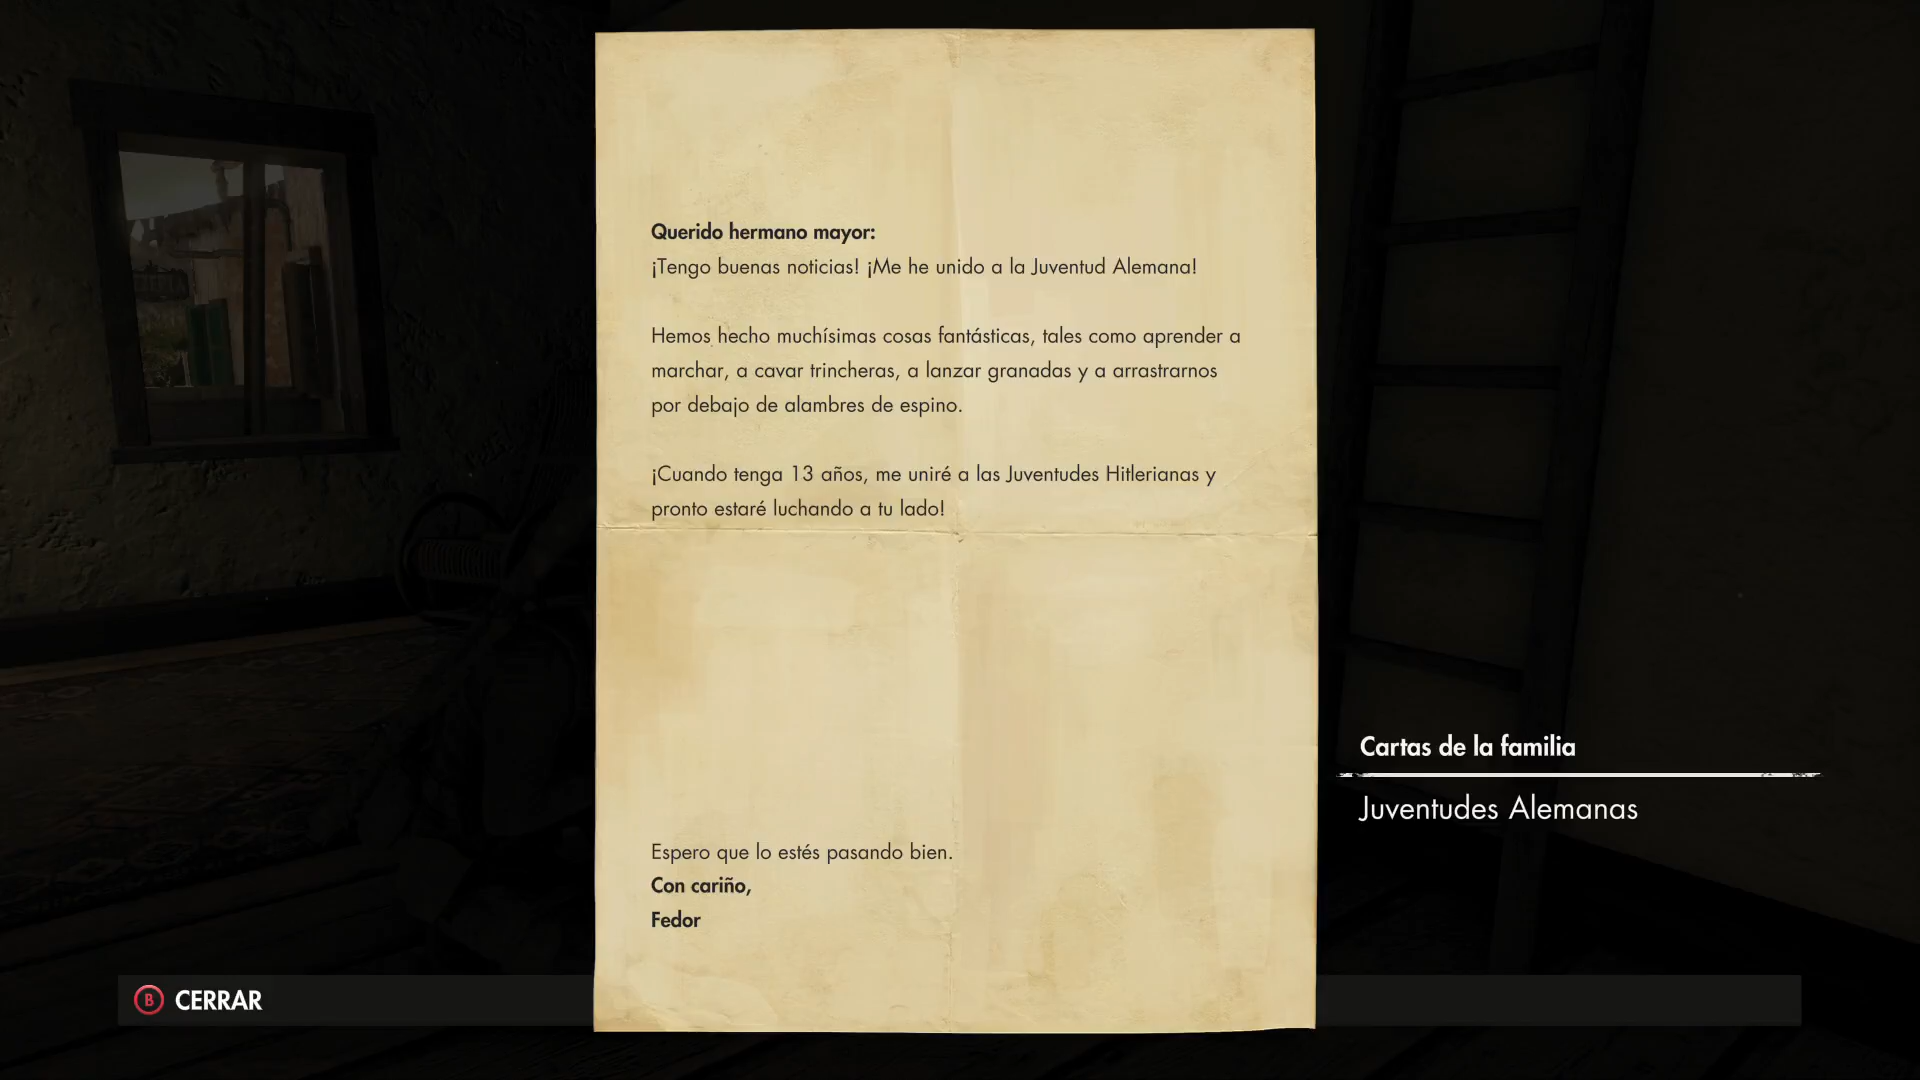 Querido hermano mayor:
¡Tengo buenas noticias! ¡Me he unido a la Juventud Alemana!
Hemos hecho muchísimas cosas fantásticas, tales como aprender a
marchar, a cavar trincheras, a lanzar granadas y a arrastrarnos
por debajo de alambres de espino.
¡Cuando tenga 13 años, me uniré a las Juventudes Hitlerianas y
pronto estaré luchando a tu lado!
Espero que lo estés pasando bien.
Con cariño,
Fedor
Cartas de la familia
Juventudes Alemanas
B CERRAR